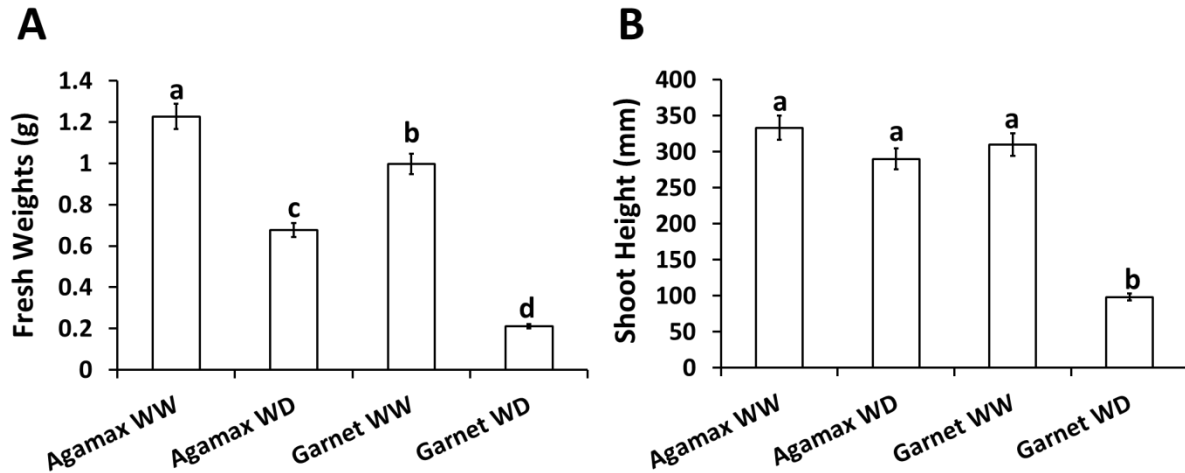 A
Fresh Weights (g)
1.4
1.2
1
0.8
0.6
0.4
0.2
0
a
c
b
d
Agamax WW
Agamax WD
Garnet WW
Garnet WD
B
Shoot Height (mm)
400
350
300
250
200
150
100
50
0
a
a
a
b
Agamax WW
Agamax WD
Garnet WW
Garnet WD